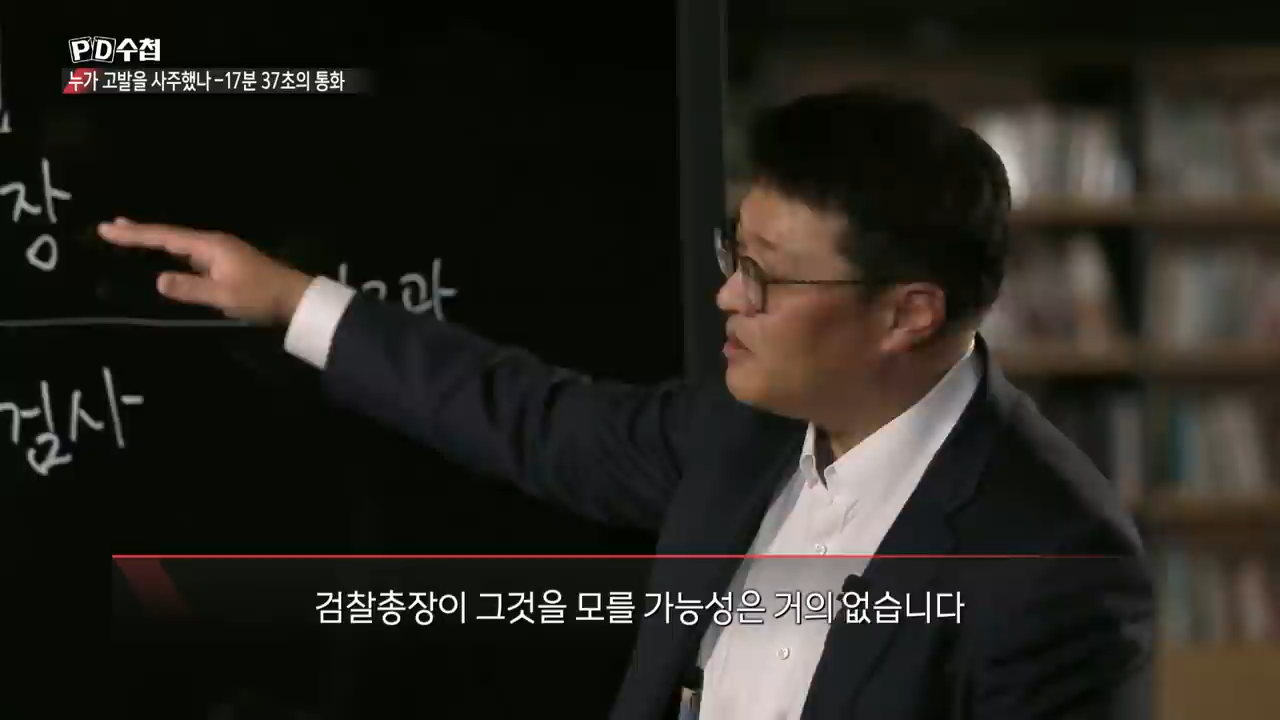 PD수첩
누가 고발을 사주했나-17분 37초의 통화
장
과
검사
검찰총장이 그것을 모를 가능성은 거의 없습니다